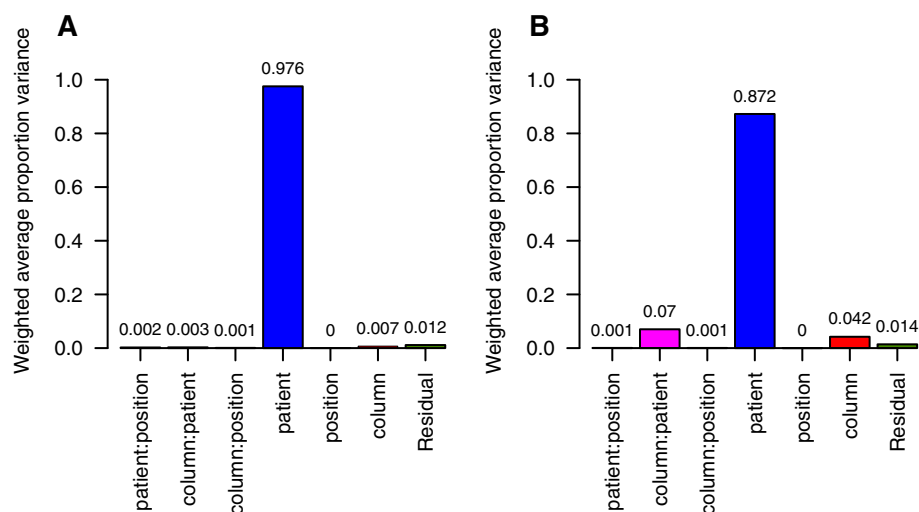 A
Weighted average proportion variance
1.0
0.8
0.6
0.4
0.2
0.0
0.002 0.003 0.001 0.976 0 0.007 0.012
patient:position
column:patient
column:position
patient
position
column
Residual
B
Weighted average proportion variance
1.0
0.8
0.6
0.4
0.2
0.0
0.001 0.07 0.001 0.872 0 0.042 0.014
patient:position
column:patient
column:position
patient
position
column
Residual